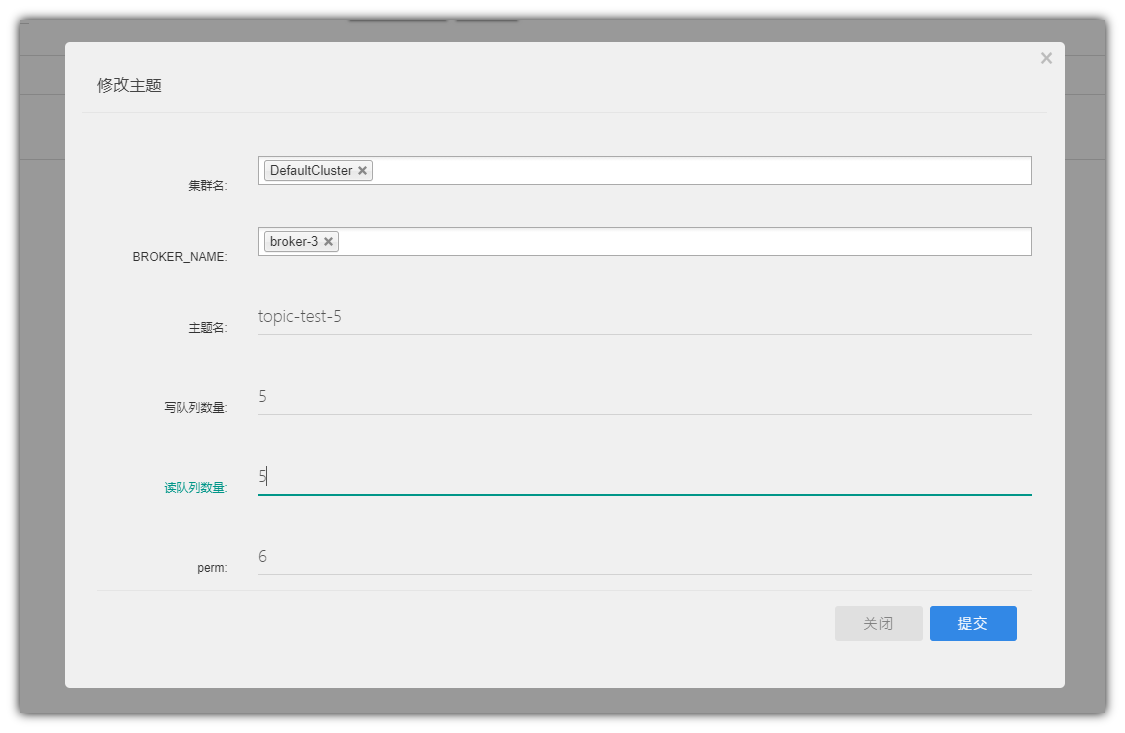 ×
修改主题
集群名: DefaultCluster ×
BROKER_NAME: broker-3 ×
主题名: topic-test-5
写队列数量: 5
读队列数量: 5
perm: 6
关闭 提交